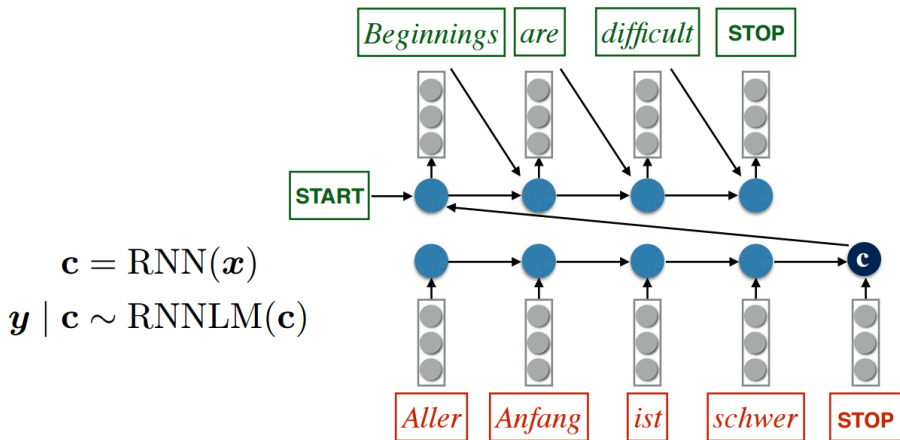 Beginnings are difficult STOP
START
c
c = RNN(x)
y | c ∼ RNNLM(c)
Aller Anfang ist schwer STOP